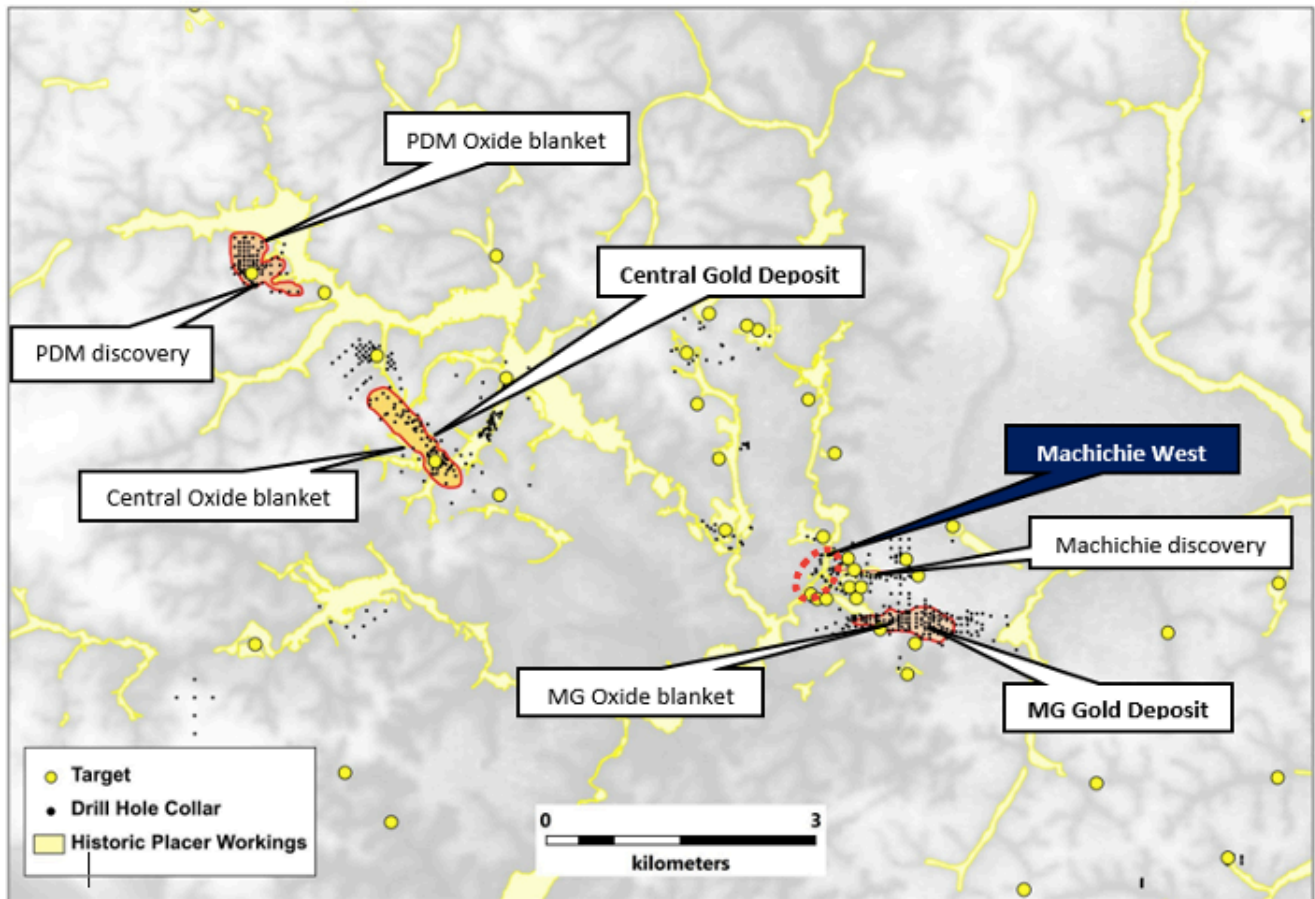 PDM Oxide blanket
Central Gold Deposit
PDM discovery
Machichie West
Central Oxide blanket
Machichie discovery
MG Oxide blanket
MG Gold Deposit
Target
Drill Hole Collar
Historic Placer Workings
0 3
kilometers